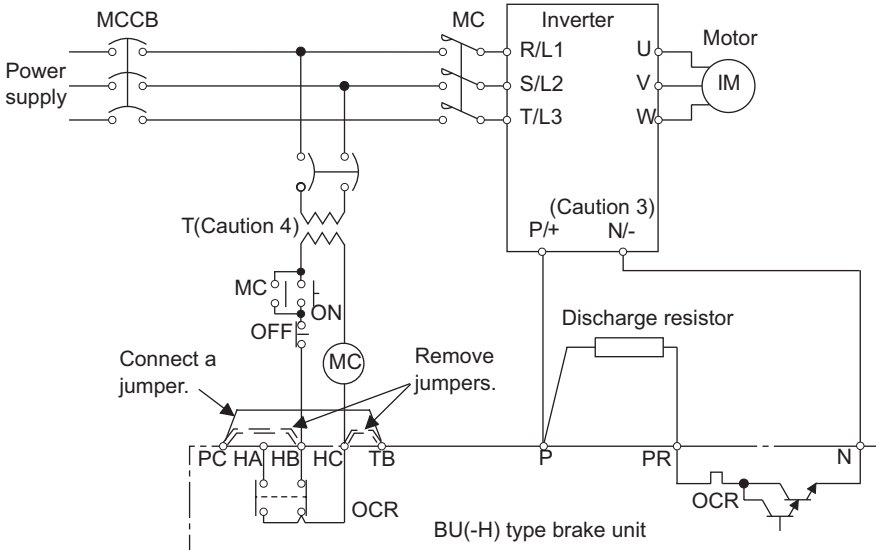 MCCB
MC
Inverter
Motor
R/L1
U
Power
supply
S/L2
V
IM
T/L3
W
T(Caution 4)
(Caution 3)
P/+
N/-
MC
ON
OFF
Discharge resistor
Connect a
jumper.
MC
Remove
jumpers.
PC
HA
HB
HC
TB
P
PR
N
OCR
OCR
BU(-H) type brake unit